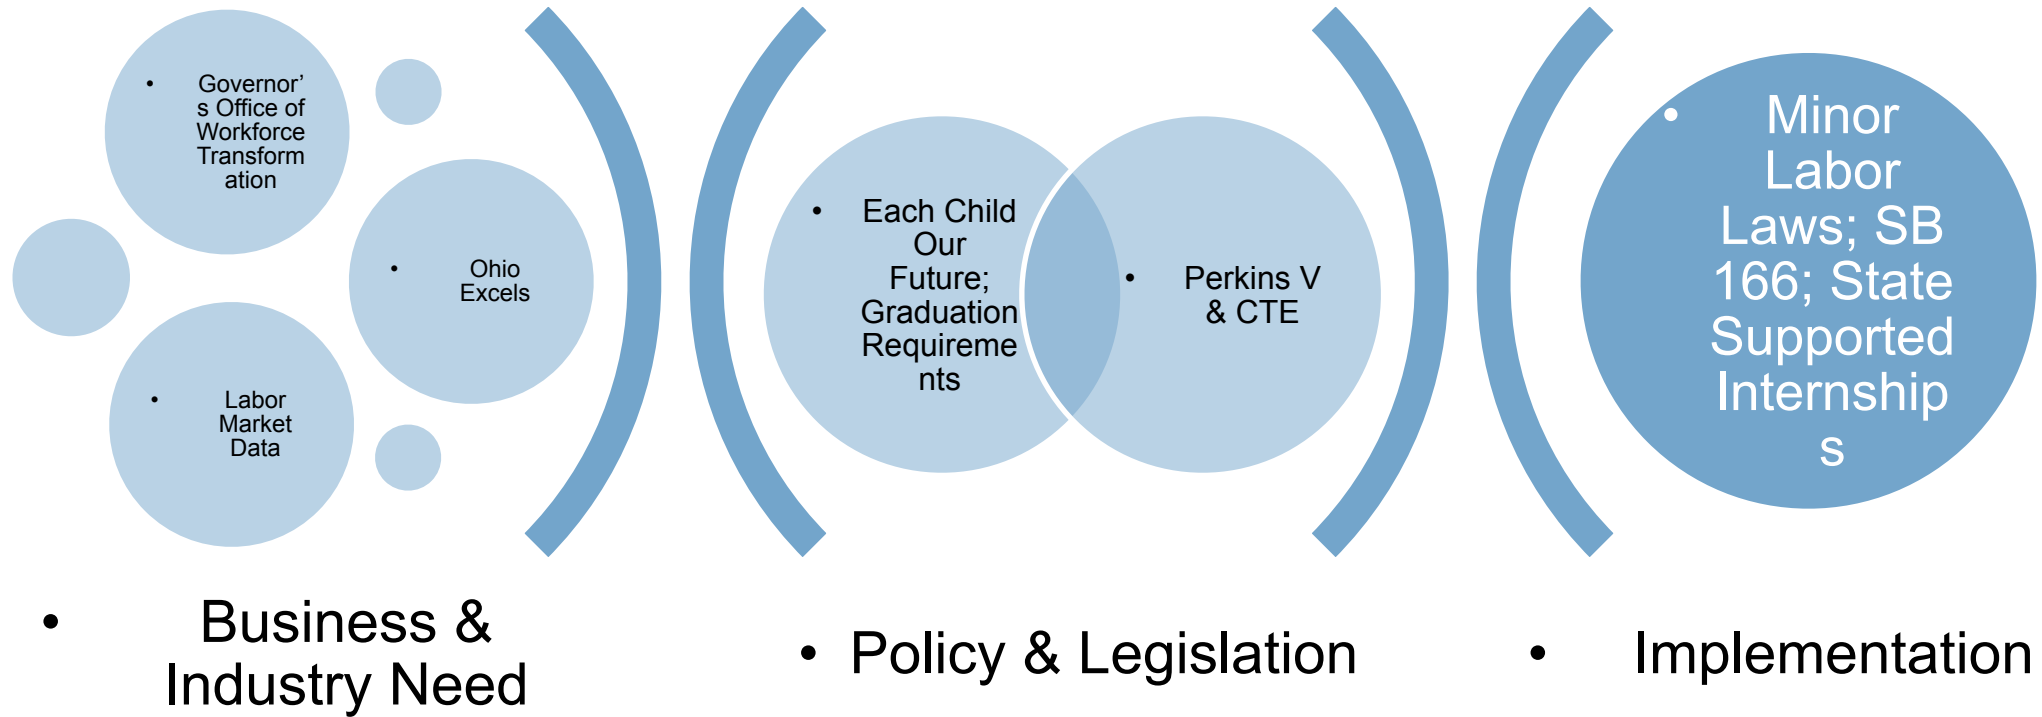 • Governor’
s Office of
Workforce
Transform
ation
• Ohio
Excels
• Labor
Market
Data
• Business &
Industry Need
• Each Child
Our
Future;
Graduation
Requireme
nts
• Perkins V
& CTE
• Policy & Legislation
• Minor
Labor
Laws; SB
166; State
Supported
Internship
s
• Implementation